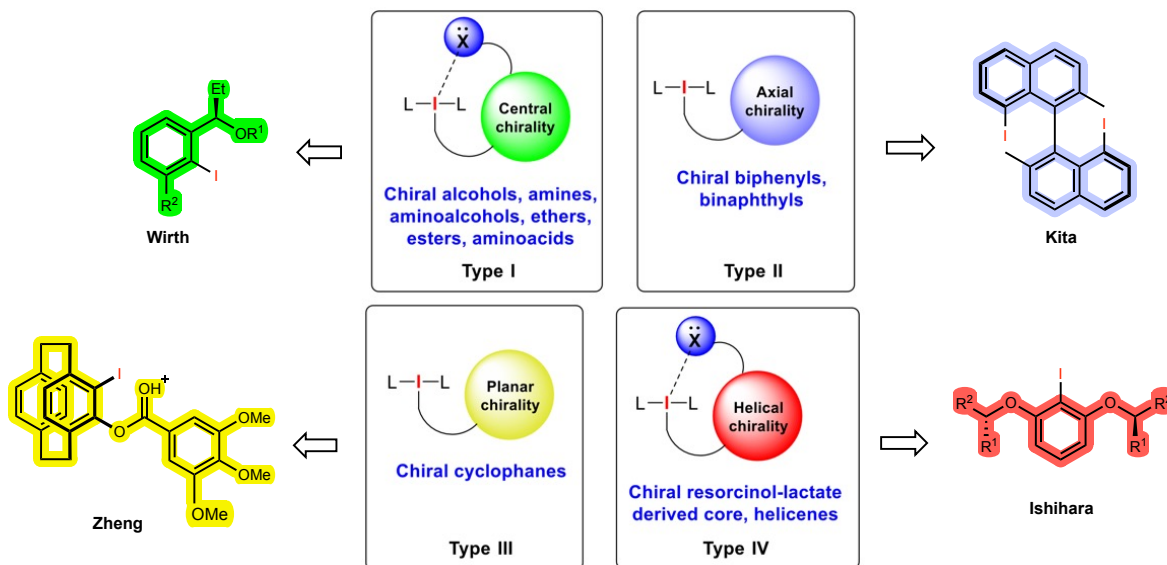 Et
OR¹
I
R²
Wirth
Ẍ
L–I–L
Central
chirality
Chiral alcohols, amines,
aminoalcohols, ethers,
esters, aminoacids
Type I
L–I–L
Axial
chirality
Chiral biphenyls,
binaphthyls
Type II
I
I
Kita
I
OH
+
O
OMe
OMe
OMe
Zheng
L–I–L
Planar
chirality
Chiral cyclophanes
Type III
Ẍ
L–I–L
Helical
chirality
Chiral resorcinol-lactate
derived core, helicenes
Type IV
I
R² O O R²
R¹ R¹
Ishihara